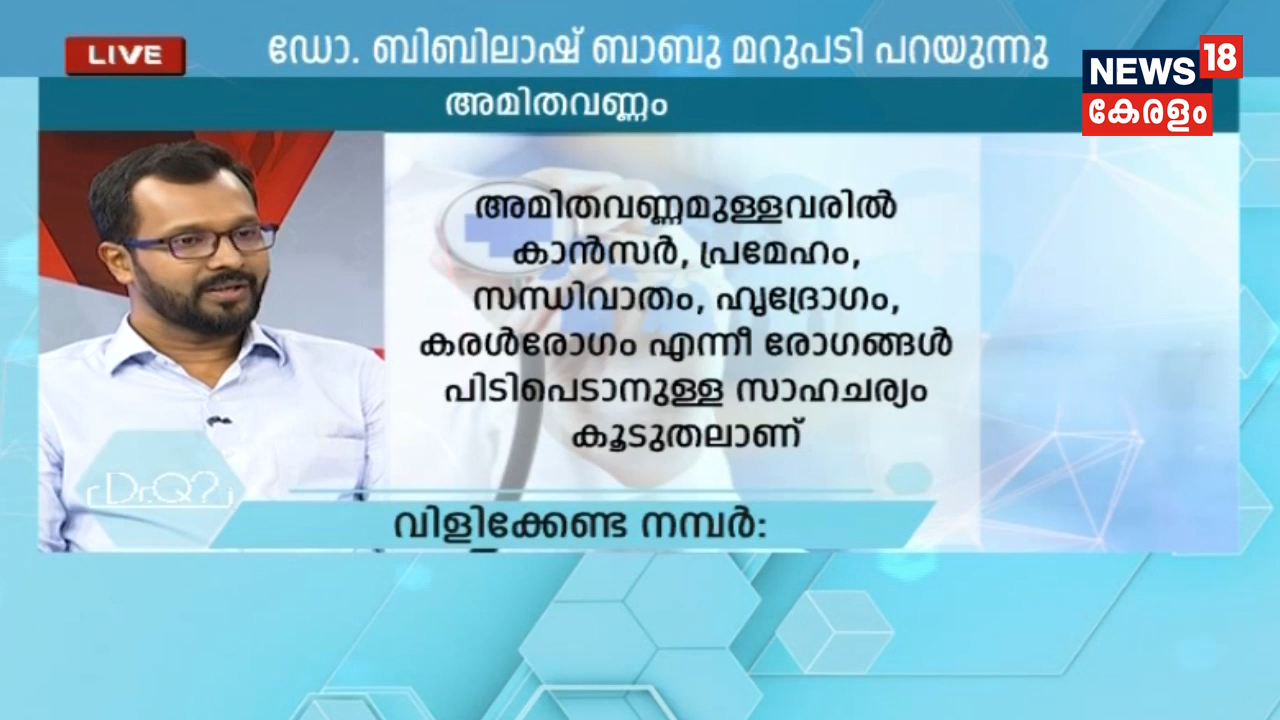 LIVE
ഡോ. ബിബിലാഷ് ബാബു മറുപടി പറയുന്നു
NEWS 18
കേരളം
അമിതവണ്ണം
അമിതവണ്ണമുള്ളവരിൽ
കാൻസർ, പ്രമേഹം,
സന്ധിവാതം, ഹൃദ്രോഗം,
കരൾരോഗം എന്നീ രോഗങ്ങൾ
പിടിപെടാനുള്ള സാഹചര്യം
കൂടുതലാണ്
Dr.Q?
വിളിക്കേണ്ട നമ്പർ: